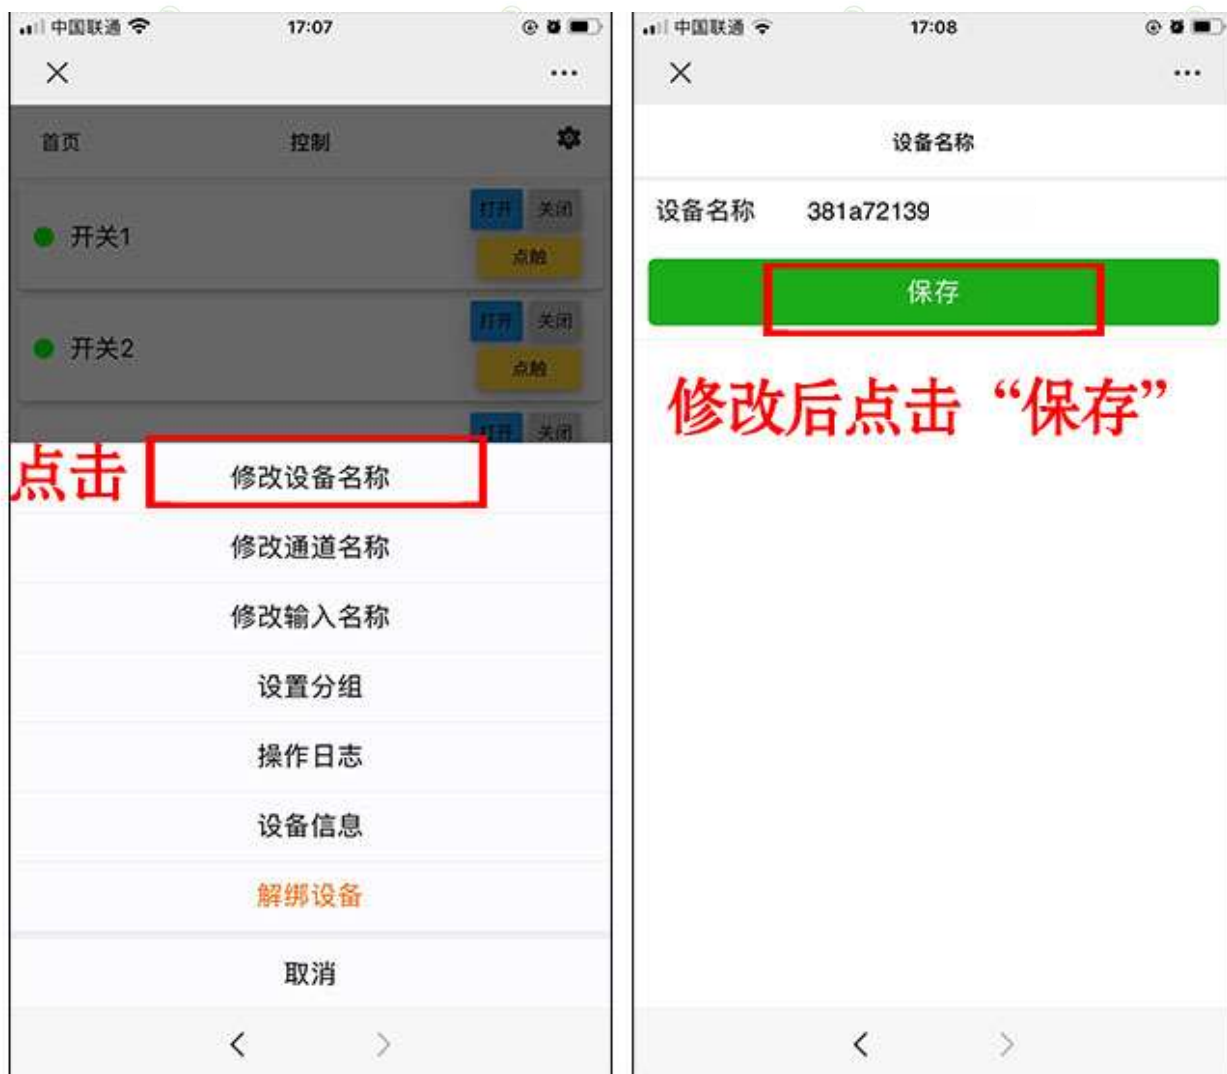 中国联通
17:07
首页
控制
开关1
打开
关闭
点触
开关2
打开
关闭
点触
打开
关闭
点击
修改设备名称
修改通道名称
修改输入名称
设置分组
操作日志
设备信息
解绑设备
取消
中国联通
17:08
设备名称
设备名称
381a72139
保存
修改后点击“保存”